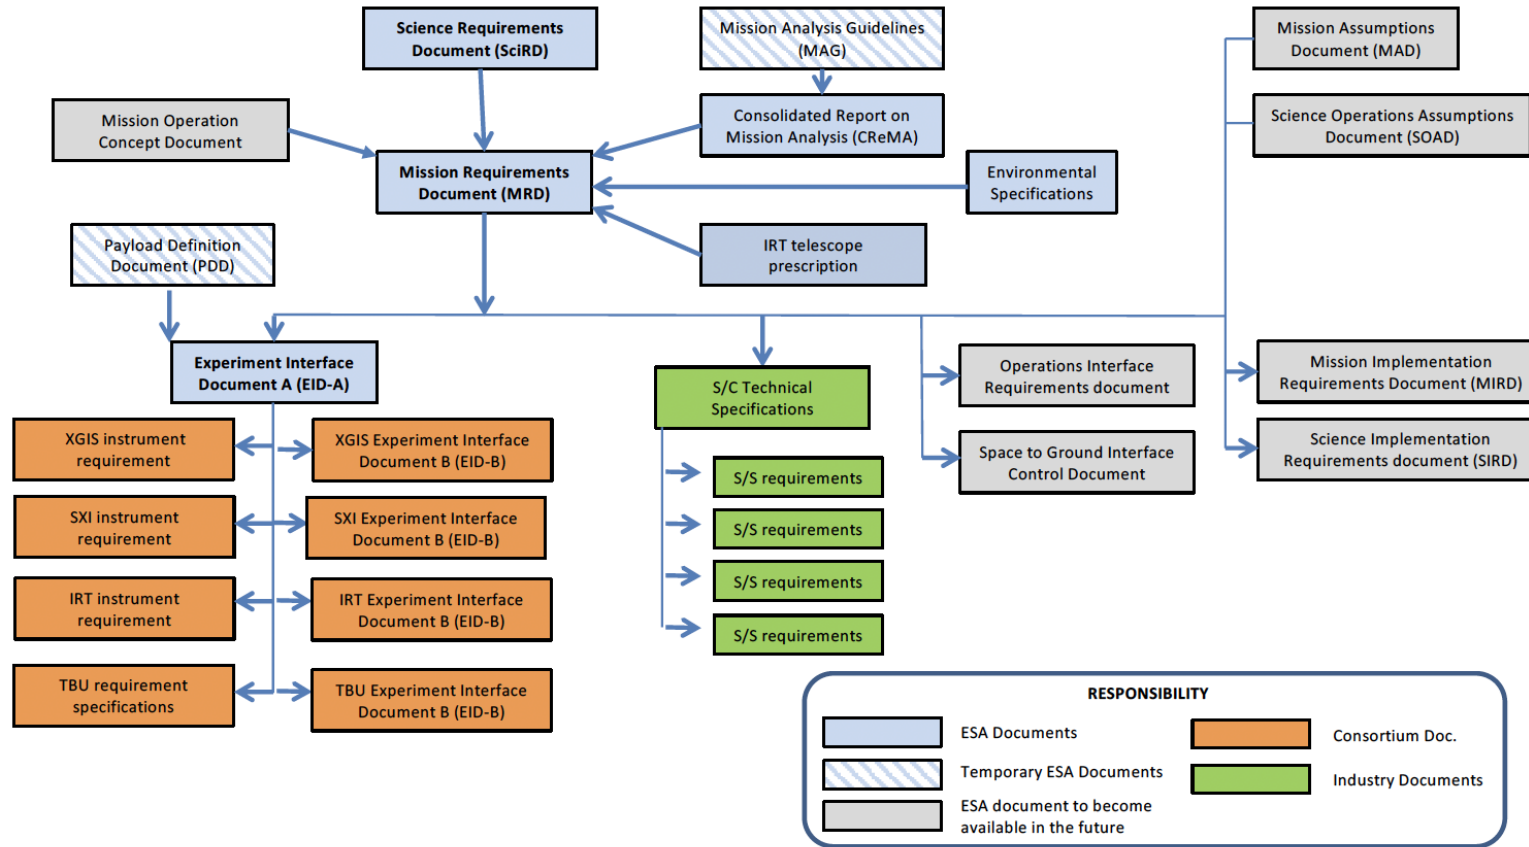 Science Requirements
Document (SciRD)
Mission Analysis Guidelines
(MAG)
Mission Assumptions
Document (MAD)
Mission Operation
Concept Document
Consolidated Report on
Mission Analysis (CReMA)
Science Operations Assumptions
Document (SOAD)
Mission Requirements
Document (MRD)
Environmental
Specifications
Payload Definition
Document (PDD)
IRT telescope
prescription
Experiment Interface
Document A (EID-A)
S/C Technical
Specifications
Operations Interface
Requirements document
Mission Implementation
Requirements Document (MIRD)
XGIS instrument
requirement
XGIS Experiment Interface
Document B (EID-B)
Space to Ground Interface
Control Document
Science Implementation
Requirements document (SIRD)
S/S requirements
SXI instrument
requirement
SXI Experiment Interface
Document B (EID-B)
S/S requirements
IRT instrument
requirement
IRT Experiment Interface
Document B (EID-B)
S/S requirements
S/S requirements
TBU requirement
specifications
TBU Experiment Interface
Document B (EID-B)
RESPONSIBILITY
ESA Documents
Consortium Doc.
Temporary ESA Documents
Industry Documents
ESA document to become
available in the future